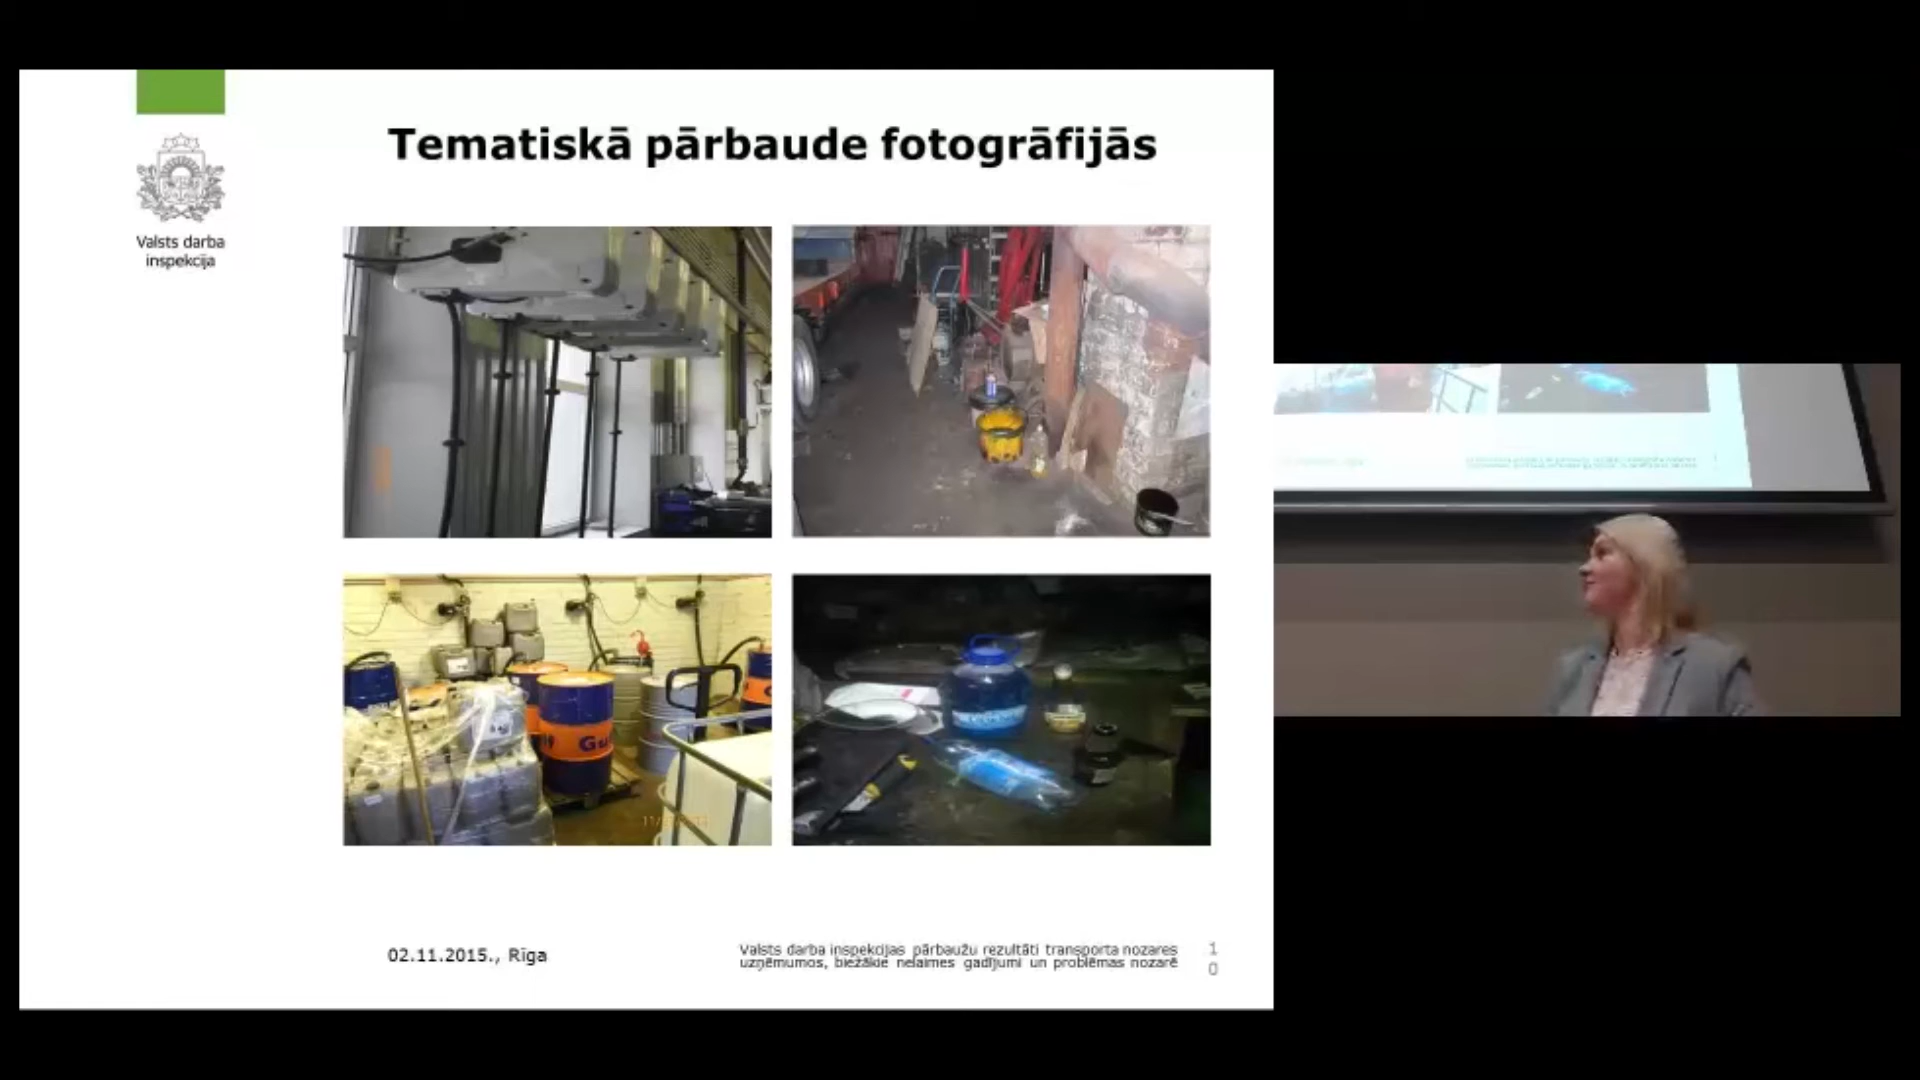 Tematiskā pārbaude fotogrāfijās
Valsts darba
inspekcija
Gu
02.11.2015., Rīga
Valsts darba inspekcijas pārbaužu rezultāti transporta nozares
uzņēmumos, biežākie nelaimes gadījumi un problēmas nozarē
1
0